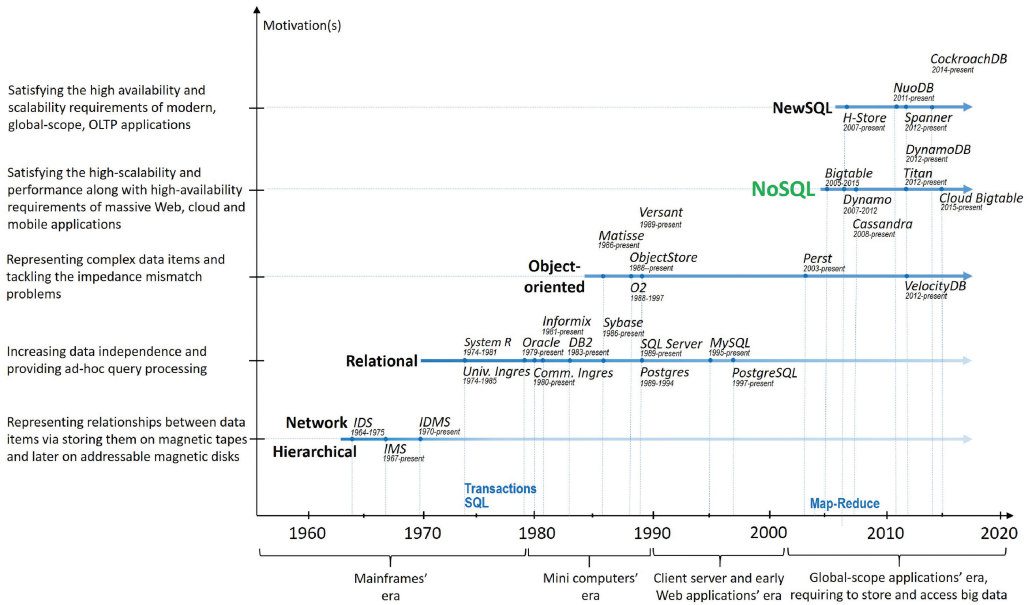 Motivation(s)
CockroachDB
2014-present
Satisfying the high availability and
scalability requirements of modern,
global-scope, OLTP applications
NuoDB
2011-present
NewSQL
H-Store
2007-present
Spanner
2012-present
DynamoDB
2012-present
Satisfying the high-scalability and
performance along with high-availability
requirements of massive Web, cloud and
mobile applications
Bigtable
2005-2015
Titan
2012-present
NoSQL
Dynamo
2007-2012
Cloud Bigtable
2015-present
Cassandra
2008-present
Versant
1989-present
Matisse
1986-present
Representing complex data items and
tackling the impedance mismatch
problems
Object-
oriented
ObjectStore
1988--present
Perst
2003-present
O2
1988-1997
VelocityDB
2012-present
Informix
1981-present
Sybase
1986-present
Increasing data independence and
providing ad-hoc query processing
Relational
System R
1974-1981
Oracle
1979-present
DB2
1983-present
SQL Server
1989-present
MySQL
1995-present
Univ. Ingres
1974-1985
Comm. Ingres
1980-present
Postgres
1989-1994
PostgreSQL
1997-present
Representing relationships between data
items via storing them on magnetic tapes
and later on addressable magnetic disks
Network
Hierarchical
IDS
1964-1975
IDMS
1970-present
IMS
1967-present
Transactions
SQL
Map-Reduce
1960
1970
1980
1990
2000
2010
2020
Mainframes'
era
Mini computers'
era
Client server and early
Web applications' era
Global-scope applications' era,
requiring to store and access big data